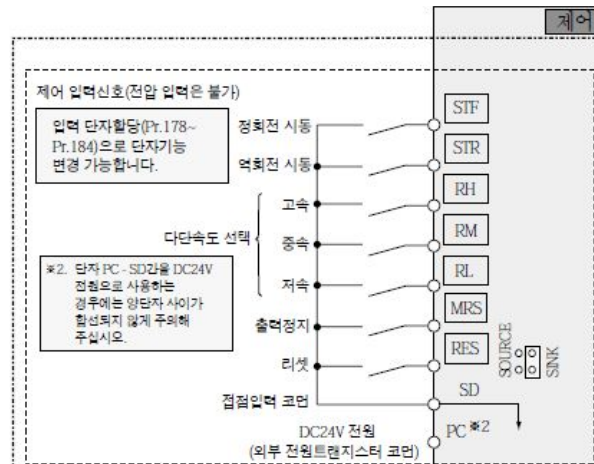 제어
제어 입력신호(전압 입력은 불가)
입력 단자할당(Pr.178~
Pr.184)으로 단자기능
변경 가능합니다.
정회전 시동
STF
역회전 시동
STR
다단속도 선택
고속
RH
중속
RM
저속
RL
※2. 단자 PC - SD간을 DC24V
전원으로 사용하는
경우에는 양단자 사이가
합선되지 않게 주의해
주십시오.
출력정지
MRS
리셋
RES
SOURCE
SINK
접점입력 코먼
SD
DC24V 전원
(외부 전원트랜지스터 코먼)
PC ※2